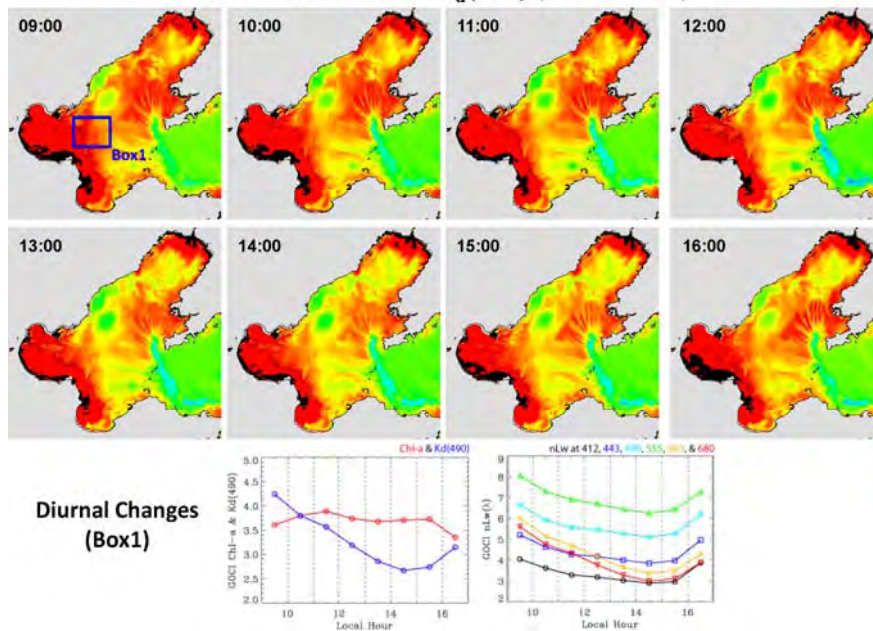 09:00
10:00
11:00
12:00
Box1
13:00
14:00
15:00
16:00
Diurnal Changes
(Box1)
Chl-a & Kd(490)
GOCI Chl-a & Kd(490)
5.0
4.5
4.0
3.5
3.0
2.5
2.0
10 12 14 16
Local Hour
nLw at 412, 443, 490, 555, 660, & 680
GOCI nLw(λ)
9
8
7
6
5
4
3
2
10 12 14 16
Local Hour